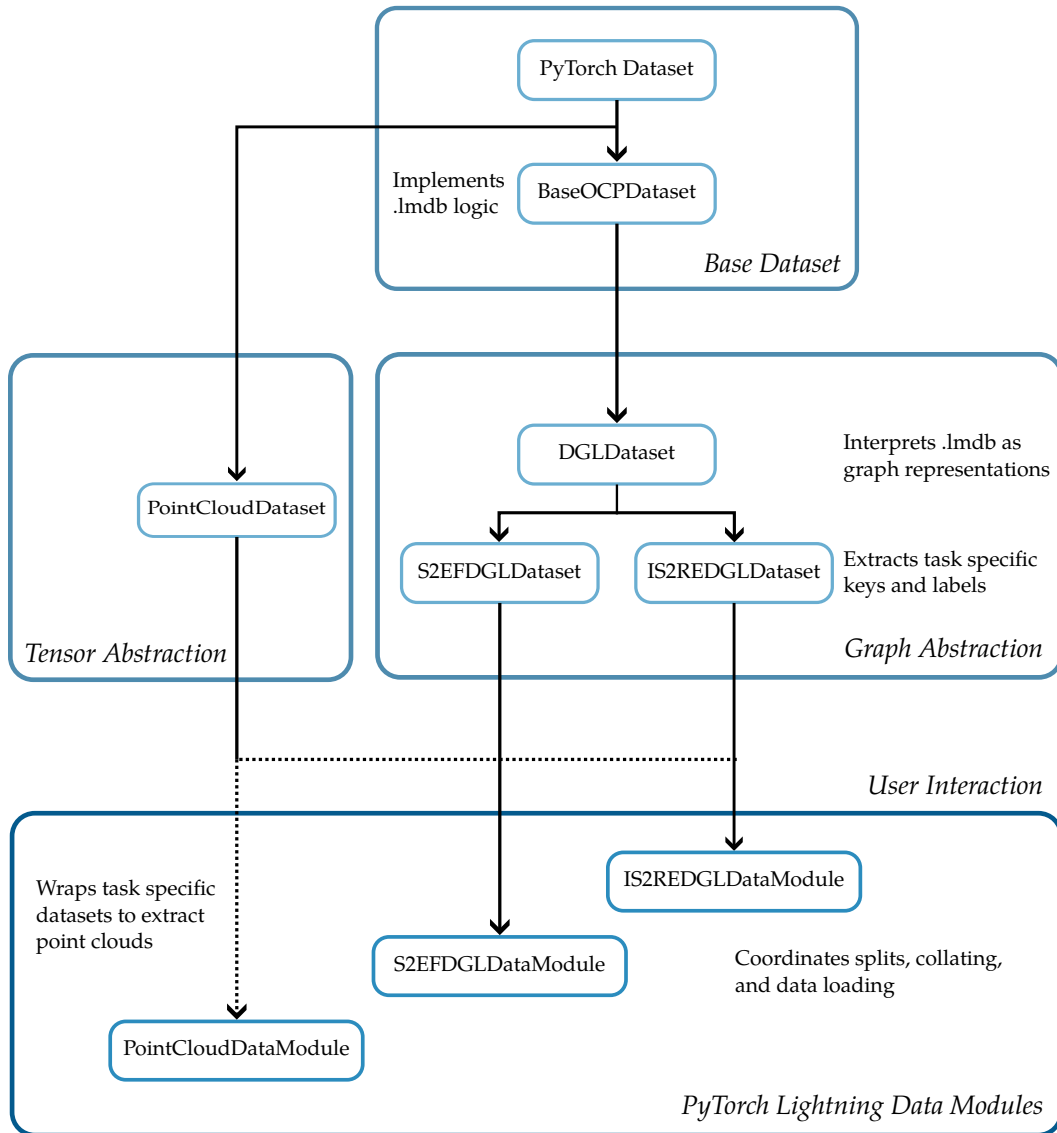 PyTorch Dataset
Implements
.lmdb logic
BaseOCPDataset
Base Dataset
DGLDataset
Interprets .lmdb as
graph representations
PointCloudDataset
S2EFDGLDataset
IS2REDGLDataset
Extracts task specific
keys and labels
Tensor Abstraction
Graph Abstraction
User Interaction
Wraps task specific
datasets to extract
point clouds
IS2REDGLDataModule
S2EFDGLDataModule
Coordinates splits, collating,
and data loading
PointCloudDataModule
PyTorch Lightning Data Modules